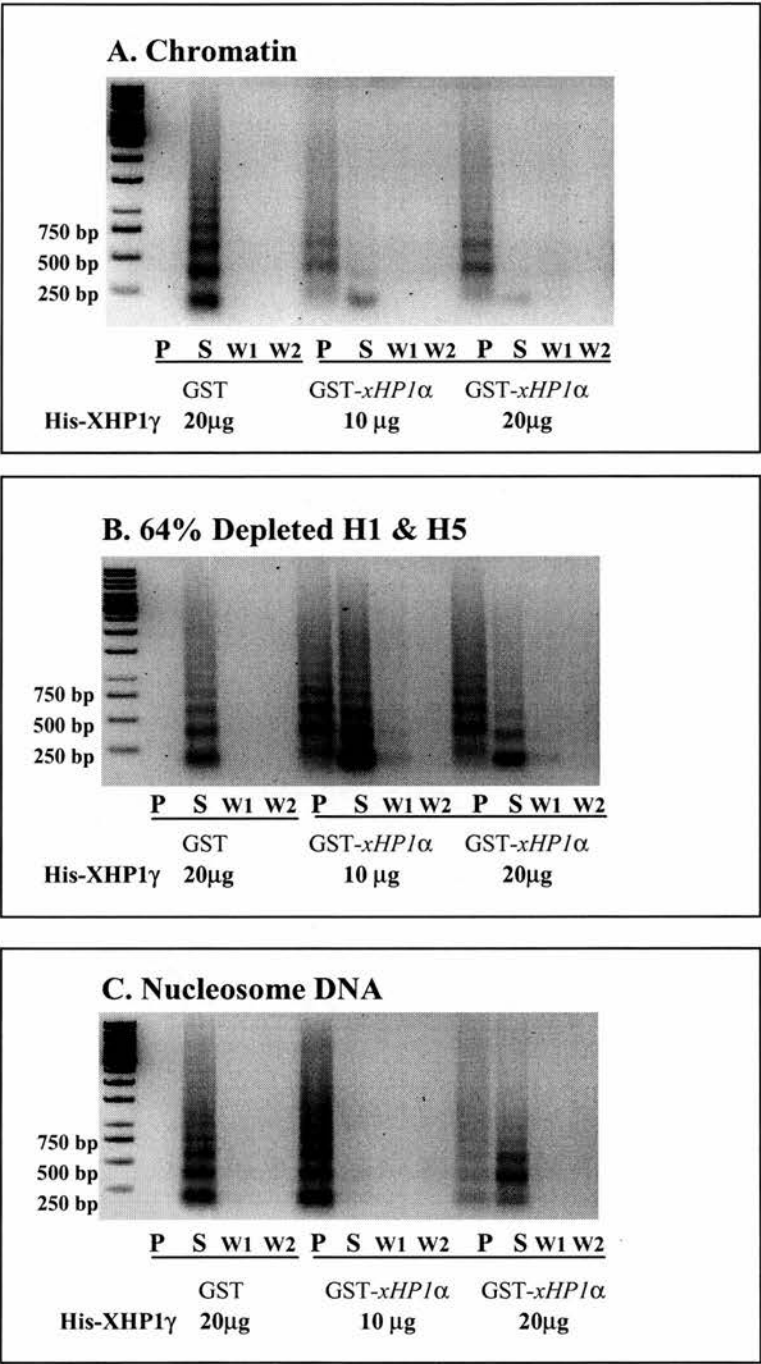 A. Chromatin
750 bp
500 bp
250 bp
P S W1 W2 P S W1 W2 P S W1 W2
GST GST-xHP1α GST-xHP1α
His-XHP1γ 20µg 10 µg 20µg
B. 64% Depleted H1 & H5
750 bp
500 bp
250 bp
P S W1 W2 P S W1 W2 P S W1 W2
GST GST-xHP1α GST-xHP1α
His-XHP1γ 20µg 10 µg 20µg
C. Nucleosome DNA
750 bp
500 bp
250 bp
P S W1 W2 P S W1 W2 P S W1 W2
GST GST-xHP1α GST-xHP1α
His-XHP1γ 20µg 10 µg 20µg